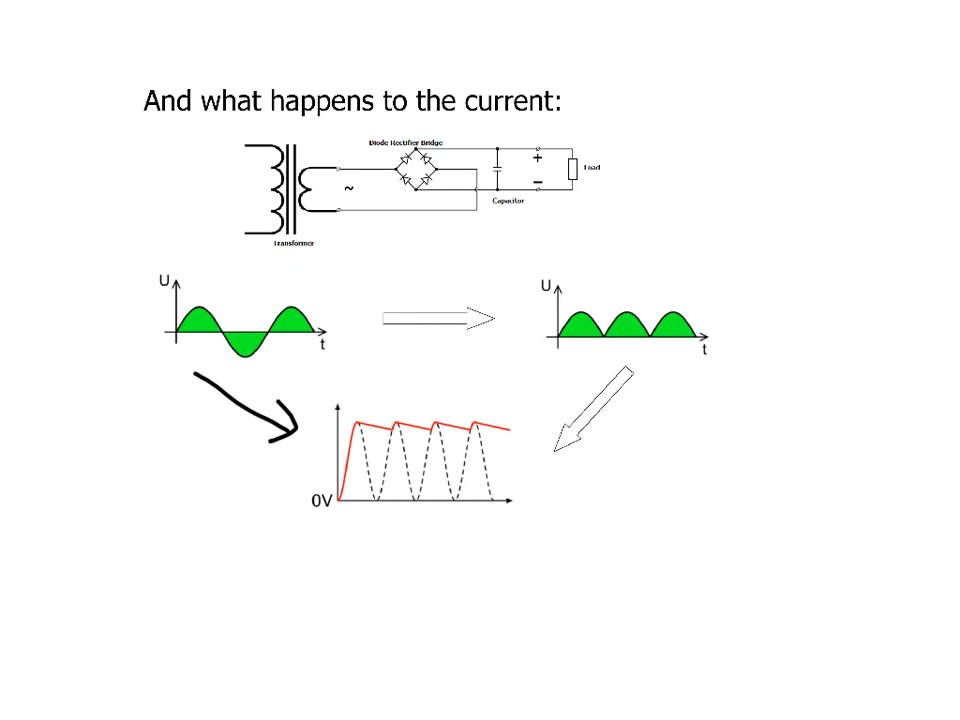 And what happens to the current:
Diode Rectifier Bridge
+
Load
~
−
Capacitor
Transformer
U
t
U
t
0V